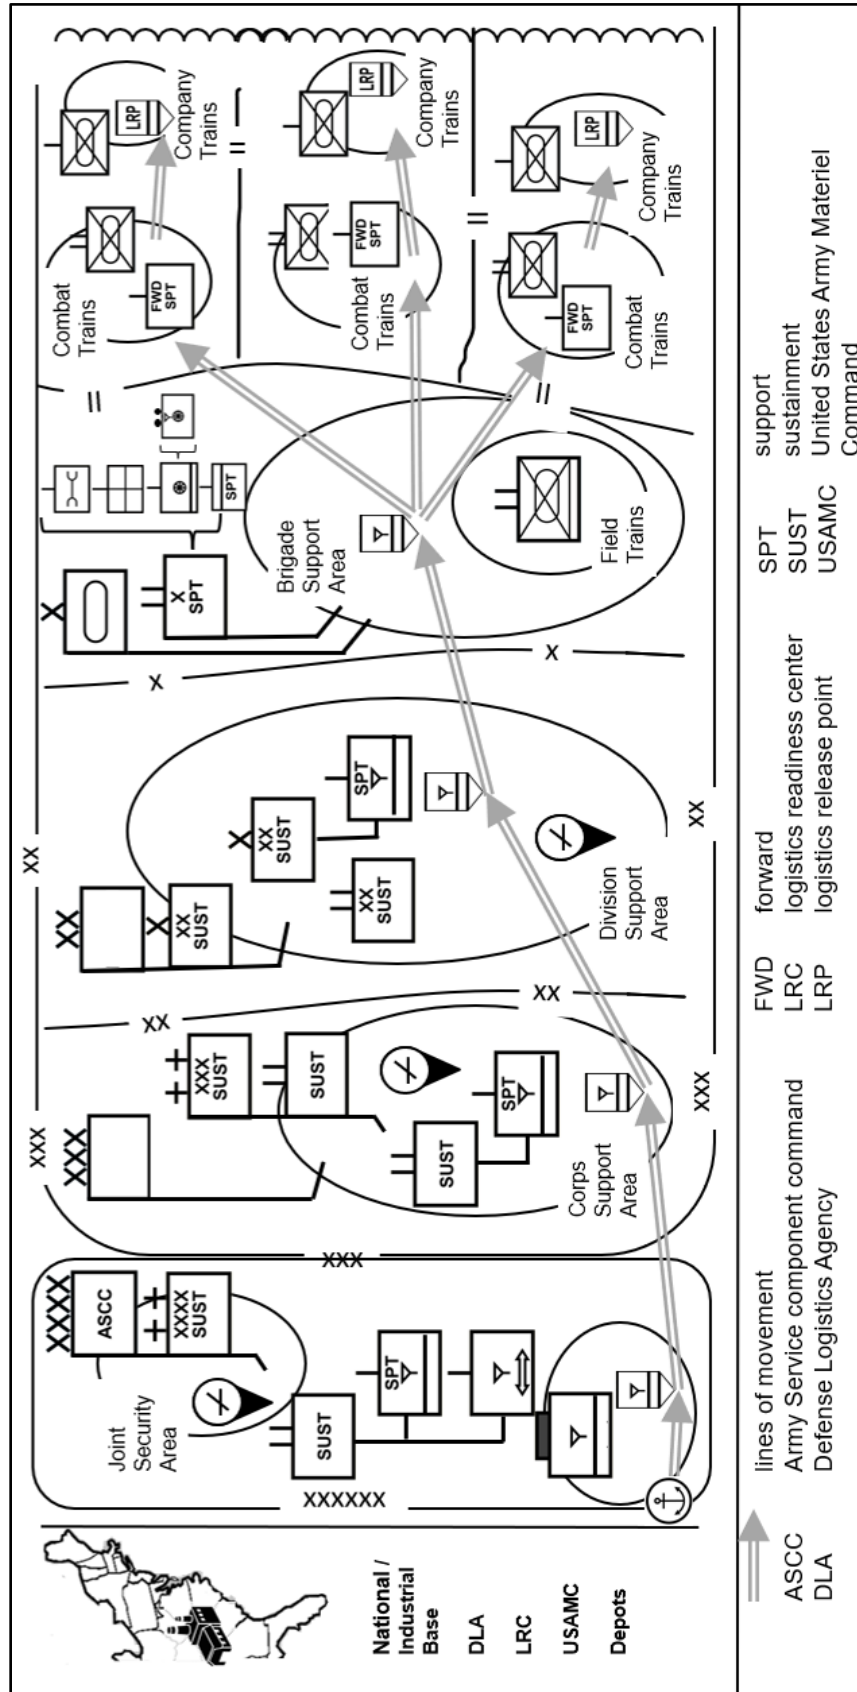 National /
Industrial
Base
DLA
LRC
USAMC
Depots
XXXXXX
XXXX
ASCC
++
XXXX
SUST
Joint
Security
Area
SUST
SPT
XXX
XXX
XXX
XXX
++
XXX
SUST
SUST
SUST
SPT
Corps
Support
Area
XX
XX
XX
XX
XX
X
XX
SUST
X
XX
SUST
XX
SUST
SPT
Division
Support
Area
X
X
X
X
SPT
SPT
Brigade
Support
Area
Field
Trains
Combat
Trains
FWD
SPT
LRP
Company
Trains
Combat
Trains
FWD
SPT
LRP
Company
Trains
Combat
Trains
FWD
SPT
LRP
Company
Trains
lines of movement
ASCC Army Service component command
DLA Defense Logistics Agency
FWD forward
LRC logistics readiness center
LRP logistics release point
SPT support
SUST sustainment
USAMC United States Army Materiel
Command